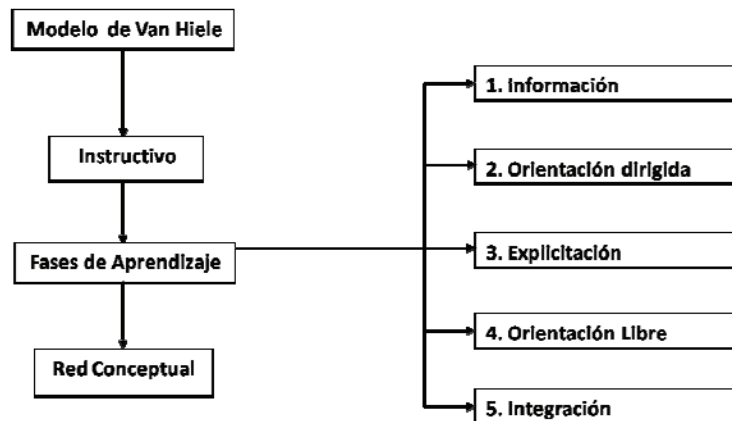 Modelo de Van Hiele
Instructivo
Fases de Aprendizaje
Red Conceptual
1. Información
2. Orientación dirigida
3. Explicitación
4. Orientación Libre
5. Integración